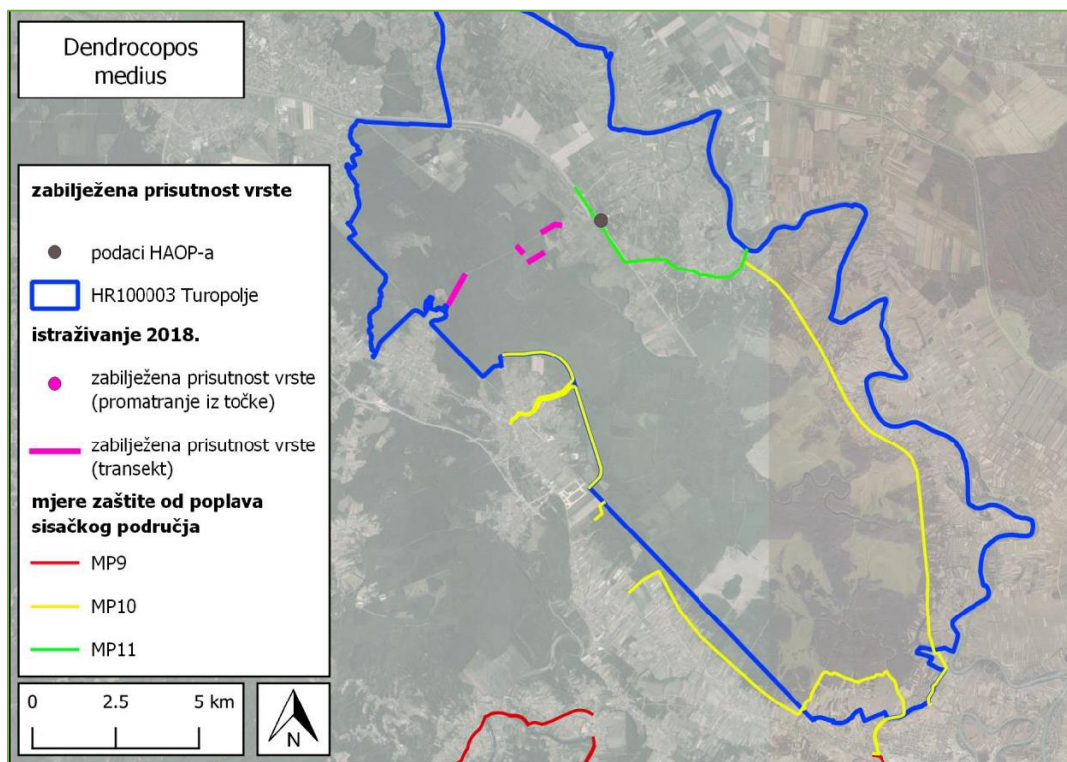 Dendrocopos
medius
zabilježena prisutnost vrste
podaci HAOP-a
HR100003 Turopolje
istraživanje 2018.
zabilježena prisutnost vrste
(promatranje iz točke)
zabilježena prisutnost vrste
(transekt)
mjere zaštite od poplava
sisačkog područja
MP9
MP10
MP11
0 2.5 5 km
N